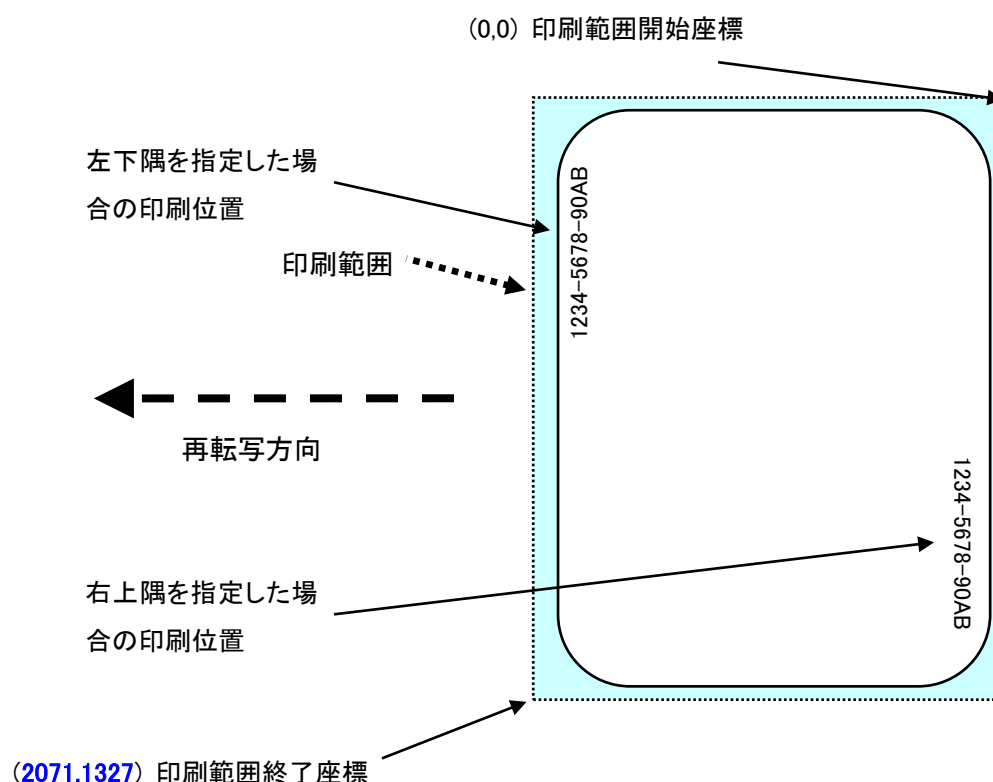 (0,0) 印刷範囲開始座標
左下隅を指定した場
合の印刷位置
印刷範囲
1234-5678-90AB
再転写方向
1234-5678-90AB
右上隅を指定した場
合の印刷位置
(2071.1327) 印刷範囲終了座標